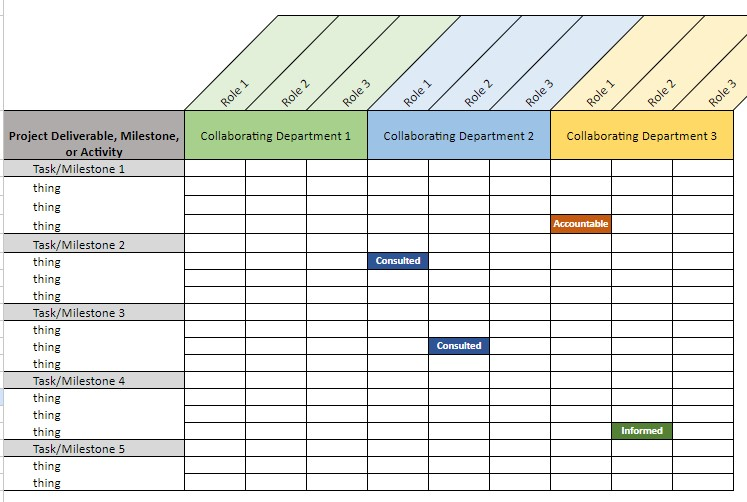 Role 1
Role 2
Role 3
Role 1
Role 2
Role 3
Role 1
Role 2
Role 3
Project Deliverable, Milestone,
or Activity
Collaborating Department 1
Collaborating Department 2
Collaborating Department 3
Task/Milestone 1
thing
thing
thing
Accountable
Task/Milestone 2
thing
Consulted
thing
thing
Task/Milestone 3
thing
thing
Consulted
thing
Task/Milestone 4
thing
thing
thing
Informed
Task/Milestone 5
thing
thing